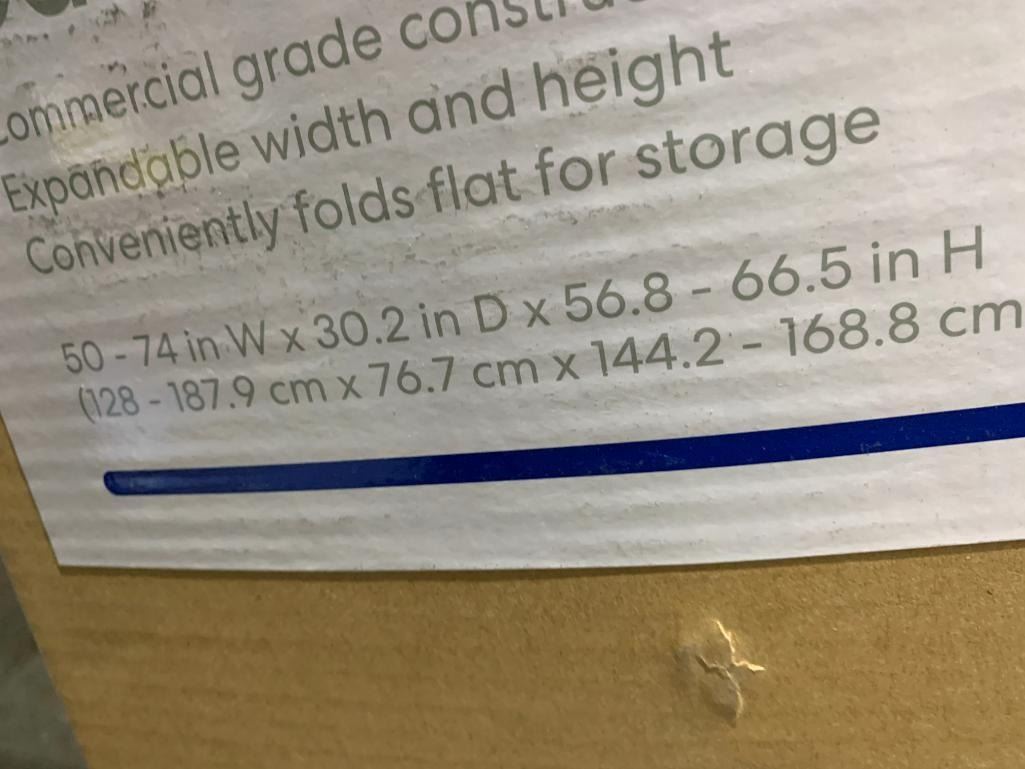 Commercial grade
Expandable width and height
Conveniently folds flat for storage
50 - 74 in W x 30.2 in D x 56.8 - 66.5 in H
(128 - 187.9 cm x 76.7 cm x 144.2 - 168.8 cm